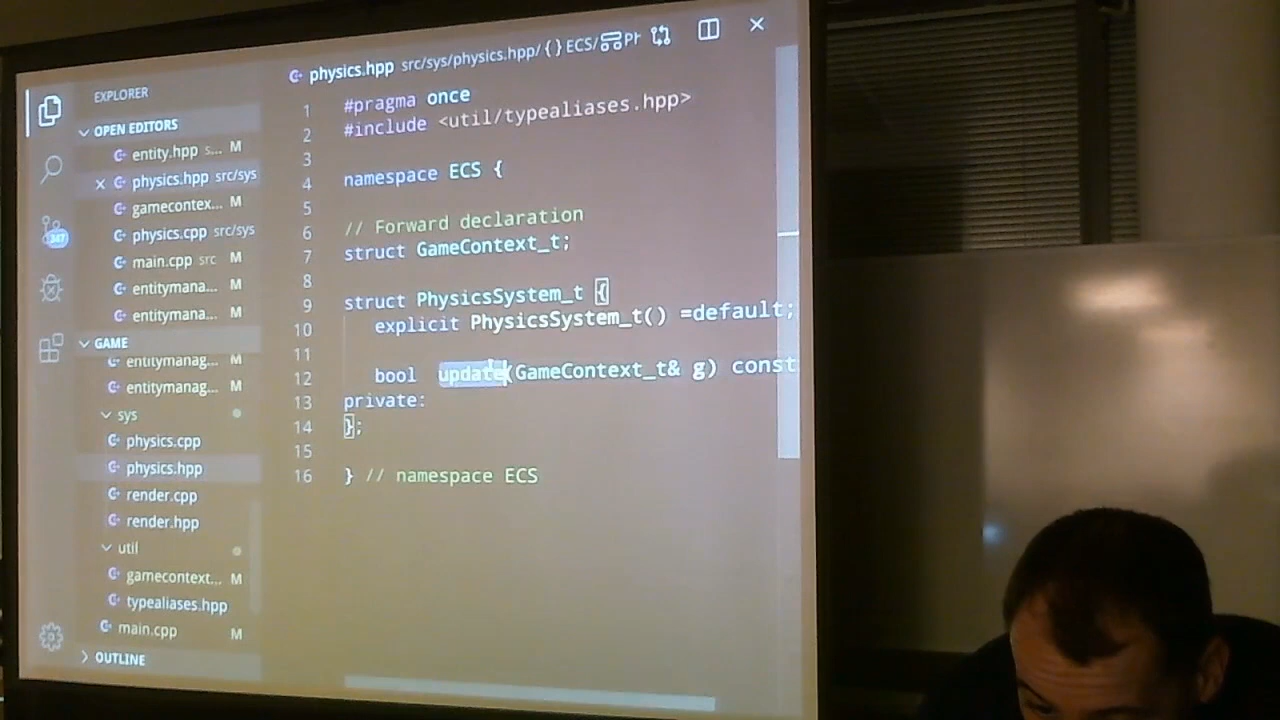 EXPLORER
OPEN EDITORS
entity.hpp s... M
physics.hpp src/sys
gamecontex... M
physics.cpp src/sys
main.cpp src M
entitymana... M
entitymana... M
GAME
entitymanag... M
entitymanag... M
sys
physics.cpp
physics.hpp
render.cpp
render.hpp
util
gamecontext... M
typealiases.hpp
main.cpp M
OUTLINE
physics.hpp src/sys/physics.hpp/{}ECS/
1 #pragma once
2 #include <util/typealiases.hpp>
3
4 namespace ECS {
5
6 // Forward declaration
7 struct GameContext_t;
8
9 struct PhysicsSystem_t {
10 explicit PhysicsSystem_t() =default;
11
12 bool update(GameContext_t& g) const
13 private:
14 };
15
16 } // namespace ECS